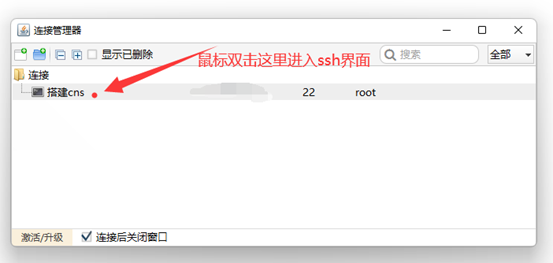 连接管理器
显示已删除
搜索
全部
鼠标双击这里进入ssh界面
连接
搭建cns 22 root
激活/升级 连接后关闭窗口